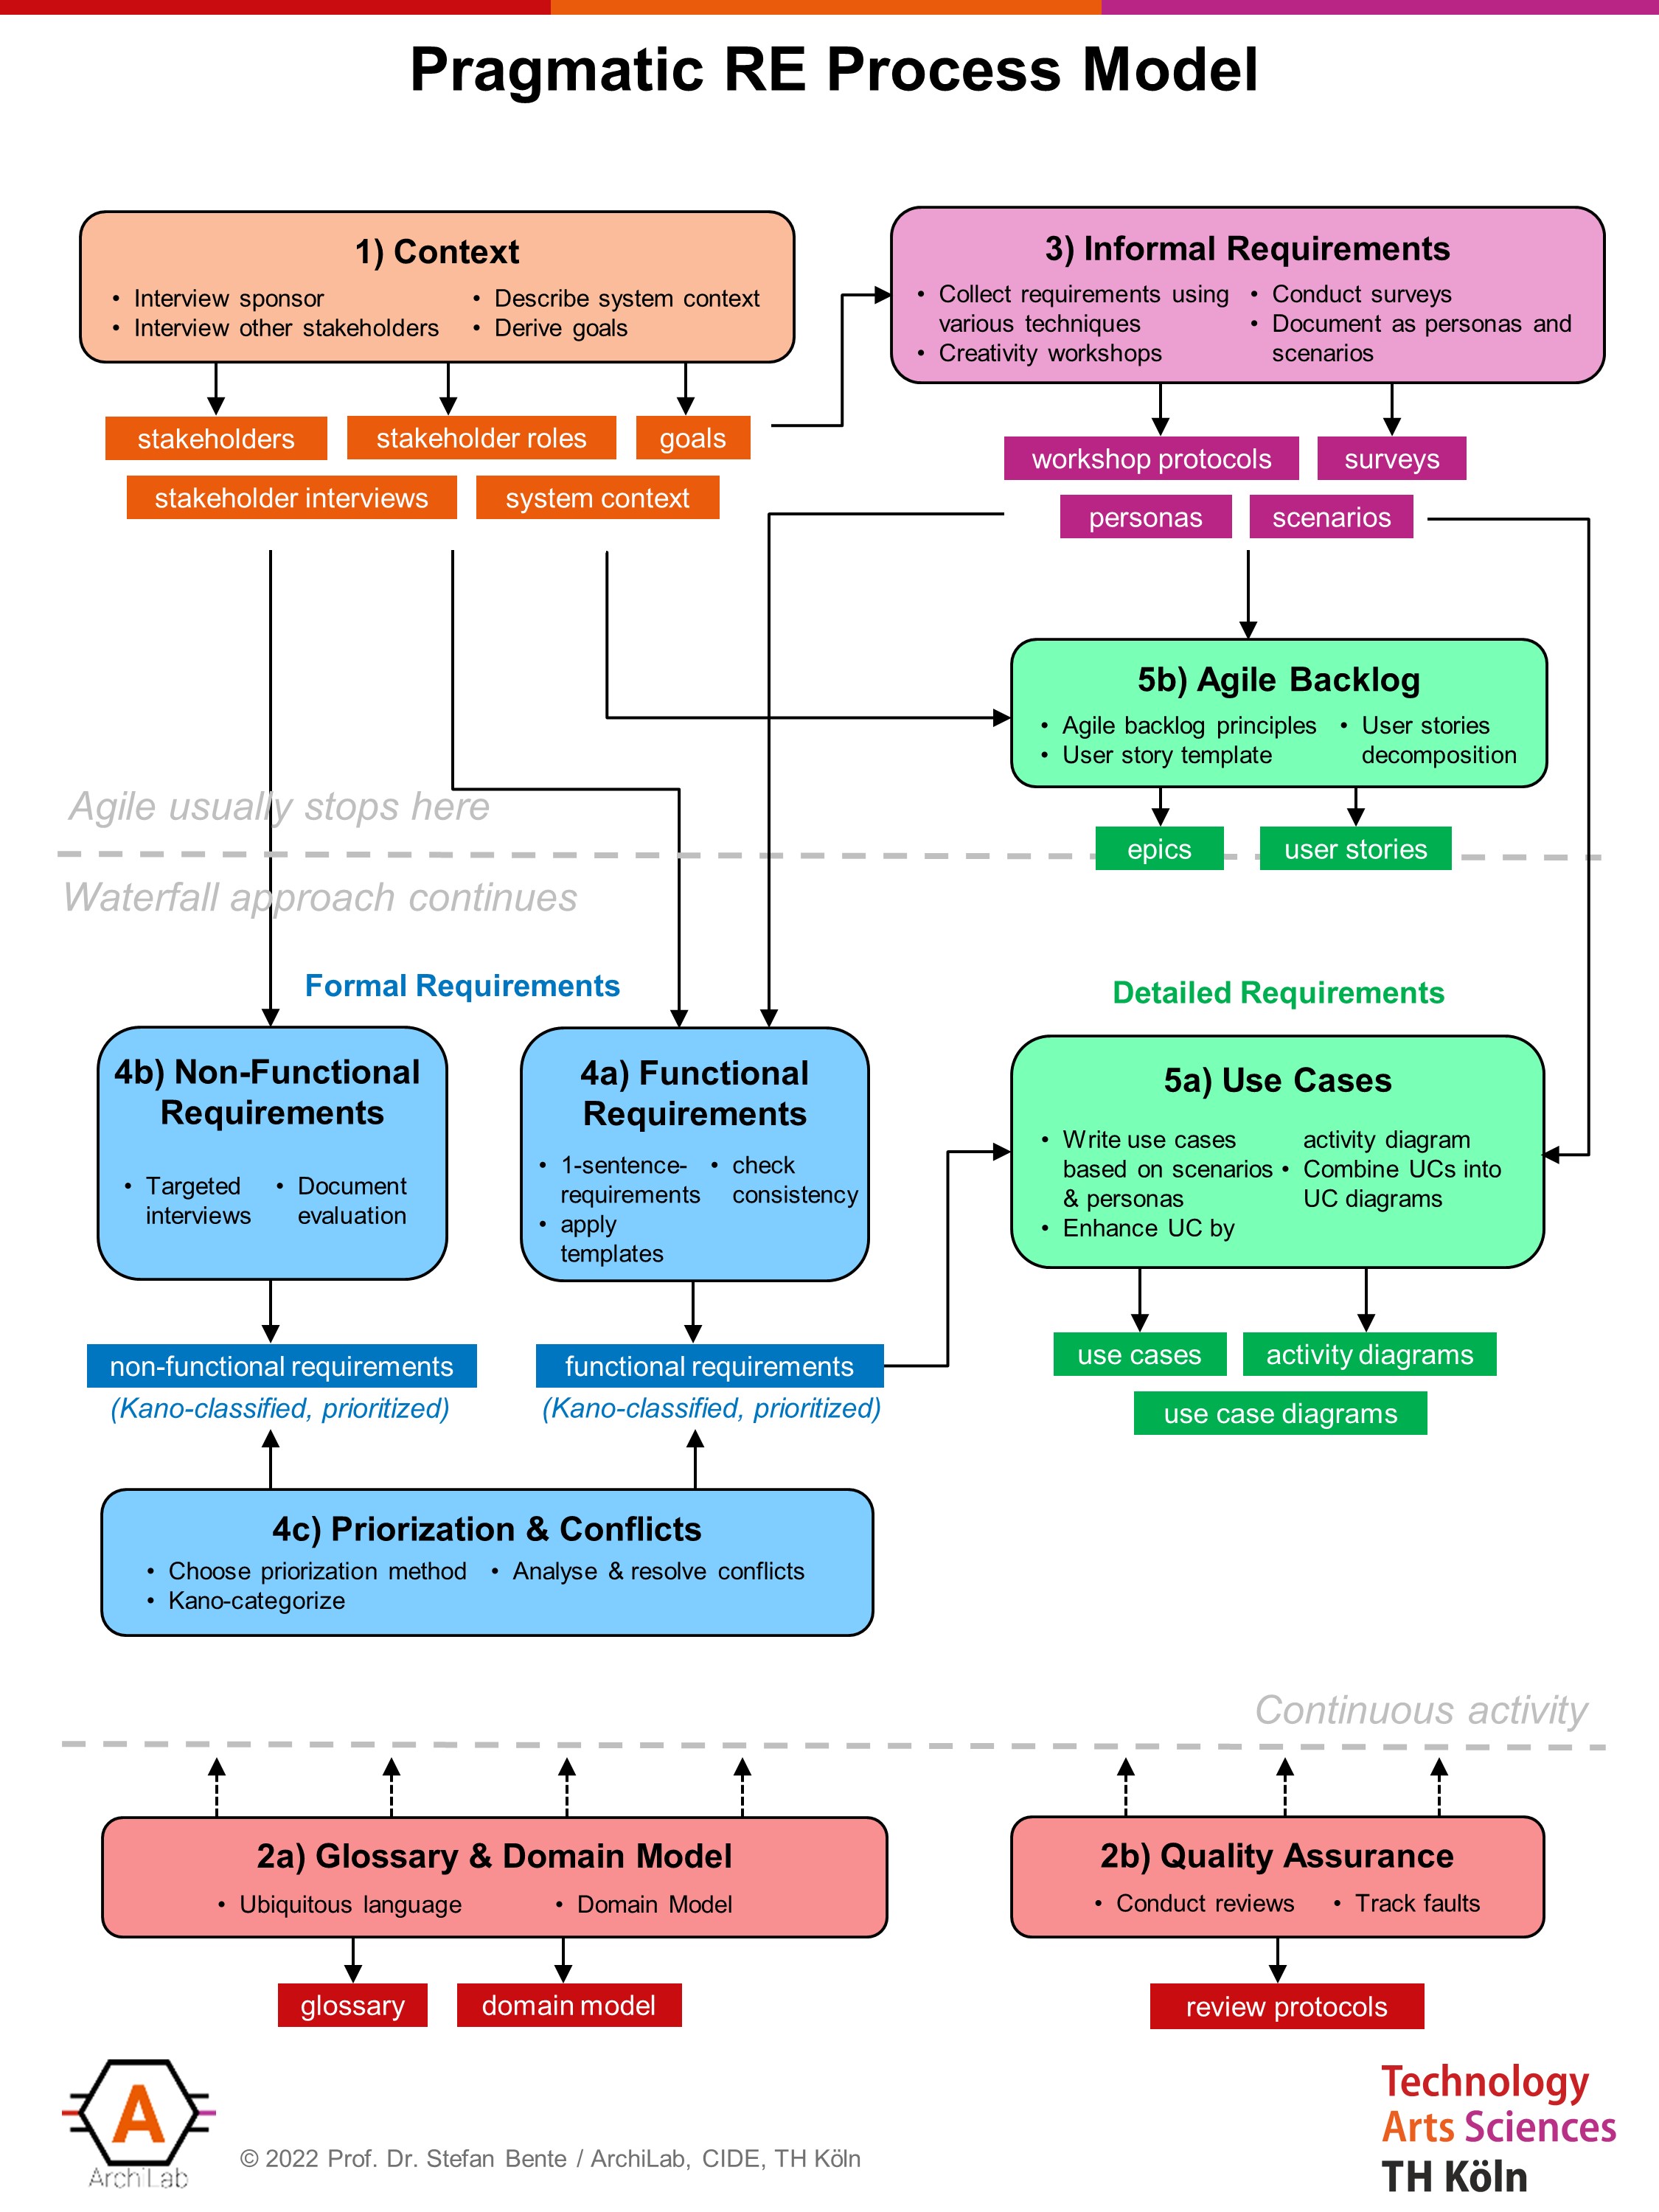 Pragmatic RE Process Model
1) Context
• Interview sponsor
• Interview other stakeholders
• Describe system context
• Derive goals
stakeholders
stakeholder roles
goals
stakeholder interviews
system context
3) Informal Requirements
• Collect requirements using
various techniques
• Creativity workshops
• Conduct surveys
• Document as personas and
scenarios
workshop protocols
surveys
personas
scenarios
5b) Agile Backlog
• Agile backlog principles
• User story template
• User stories
decomposition
epics
user stories
Agile usually stops here
Waterfall approach continues
Formal Requirements
Detailed Requirements
4b) Non-Functional
Requirements
• Targeted
interviews
• Document
evaluation
4a) Functional
Requirements
• 1-sentence-
requirements
• apply
templates
• check
consistency
5a) Use Cases
• Write use cases
based on scenarios
& personas
• Enhance UC by
activity diagram
• Combine UCs into
UC diagrams
non-functional requirements
(Kano-classified, prioritized)
functional requirements
(Kano-classified, prioritized)
use cases
activity diagrams
use case diagrams
4c) Priorization & Conflicts
• Choose priorization method
• Kano-categorize
• Analyse & resolve conflicts
Continuous activity
2a) Glossary & Domain Model
• Ubiquitous language
• Domain Model
glossary
domain model
2b) Quality Assurance
• Conduct reviews
• Track faults
review protocols
A
ArchiLab
© 2022 Prof. Dr. Stefan Bente / ArchiLab, CIDE, TH Köln
Technology
Arts Sciences
TH Köln